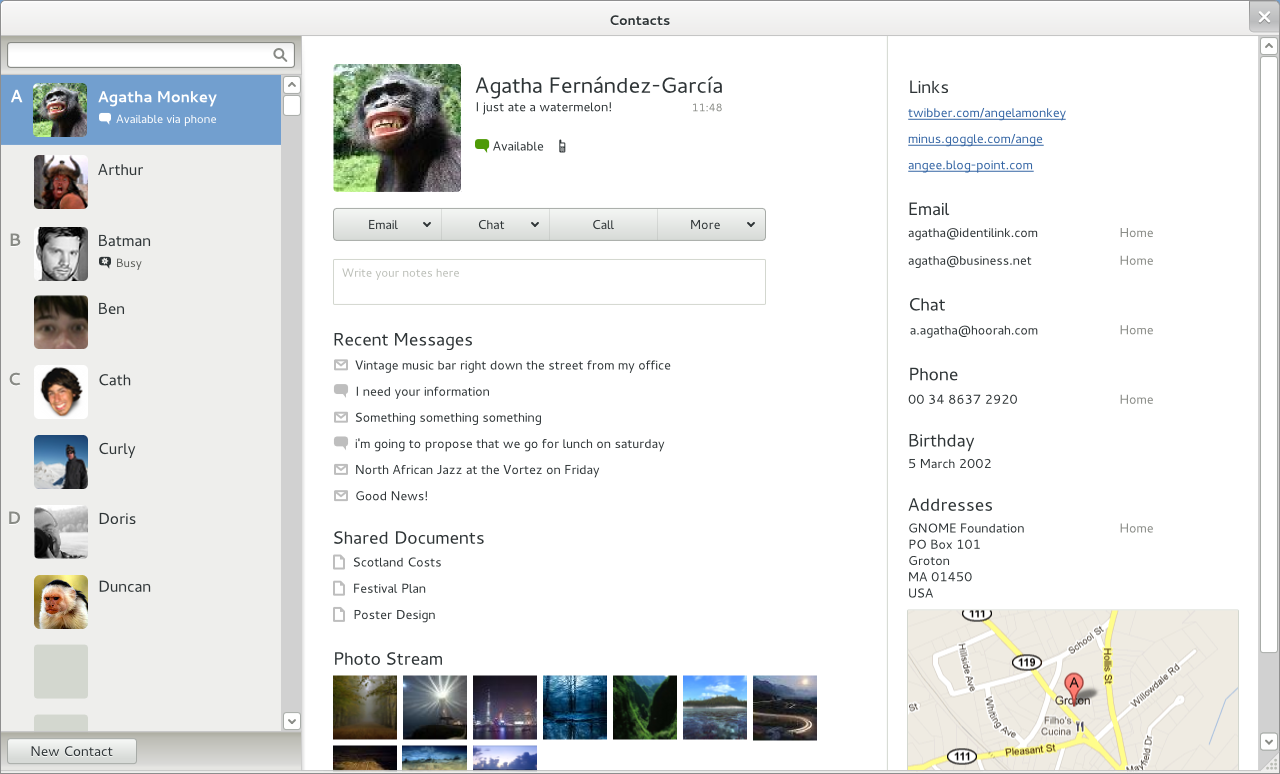 Contacts
A
Agatha Monkey
Available via phone
Arthur
B
Batman
Busy
Ben
C
Cath
Curly
D
Doris
Duncan
New Contact
Agatha Fernández-García
I just ate a watermelon! 11:48
Available
Email Chat Call More
Write your notes here
Recent Messages
Vintage music bar right down the street from my office
I need your information
Something something something
i'm going to propose that we go for lunch on saturday
North African Jazz at the Vortez on Friday
Good News!
Shared Documents
Scotland Costs
Festival Plan
Poster Design
Photo Stream
Links
twibber.com/angelamonkey
minus.goggle.com/ange
angee.blog-point.com
Email
agatha@identilink.com Home
agatha@business.net Home
Chat
a.agatha@hoorah.com Home
Phone
00 34 8637 2920 Home
Birthday
5 March 2002
Addresses
GNOME Foundation Home
PO Box 101
Groton
MA 01450
USA
111
School St
119
Hillside Ave
Hollis St
A
Willowdale Rd
Groton
St
Whiting Ave
Filho's
Cucina
Pleasant St
111
Mayfield Dr